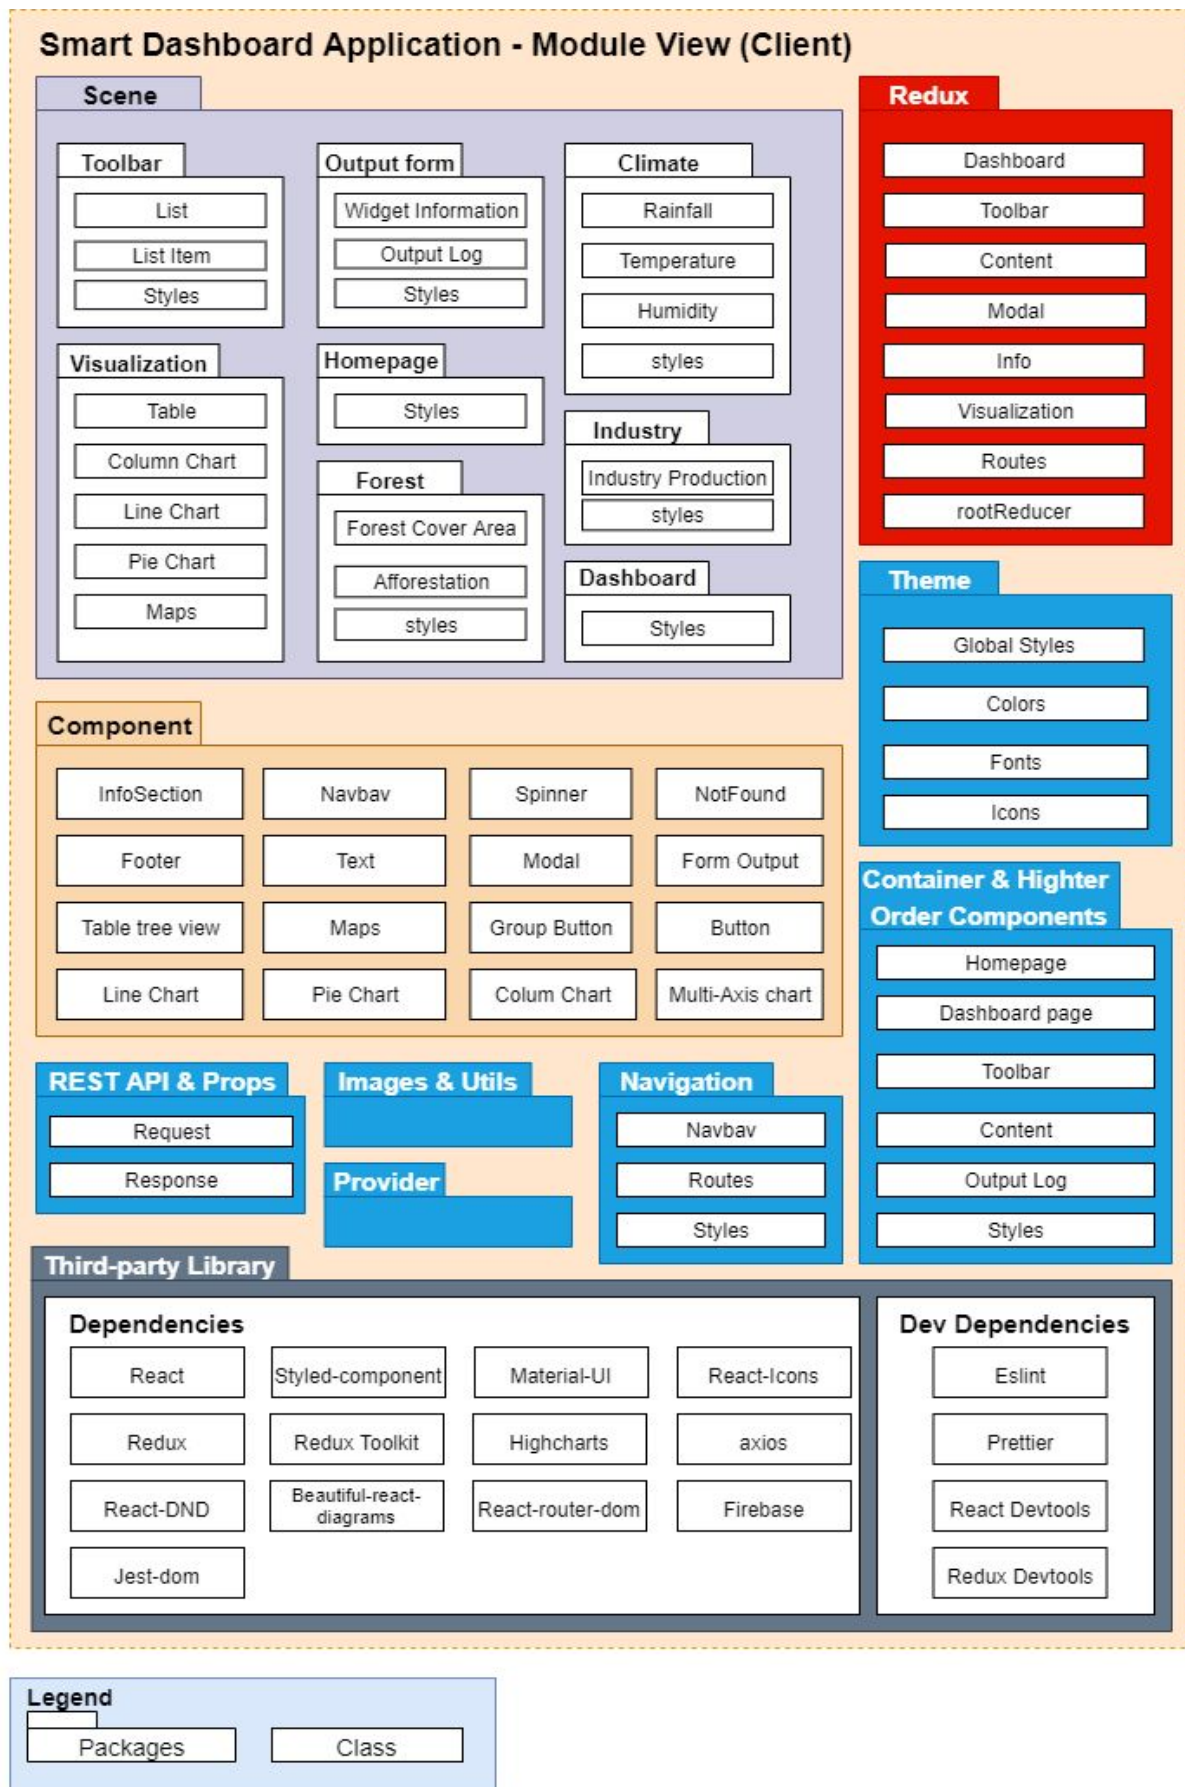 Smart Dashboard Application - Module View (Client)
Scene
Toolbar
List
List Item
Styles
Output form
Widget Information
Output Log
Styles
Climate
Rainfall
Temperature
Humidity
styles
Visualization
Table
Column Chart
Line Chart
Pie Chart
Maps
Homepage
Styles
Forest
Forest Cover Area
Afforestation
styles
Industry
Industry Production
styles
Dashboard
Styles
Redux
Dashboard
Toolbar
Content
Modal
Info
Visualization
Routes
rootReducer
Theme
Global Styles
Colors
Fonts
Icons
Component
InfoSection
Navbav
Spinner
NotFound
Footer
Text
Modal
Form Output
Table tree view
Maps
Group Button
Button
Line Chart
Pie Chart
Colum Chart
Multi-Axis chart
Container & Highter
Order Components
Homepage
Dashboard page
Toolbar
Content
Output Log
Styles
REST API & Props
Request
Response
Images & Utils
Provider
Navigation
Navbav
Routes
Styles
Third-party Library
Dependencies
React
Styled-component
Material-UI
React-Icons
Redux
Redux Toolkit
Highcharts
axios
React-DND
Beautiful-react-
diagrams
React-router-dom
Firebase
Jest-dom
Dev Dependencies
Eslint
Prettier
React Devtools
Redux Devtools
Legend
Packages
Class